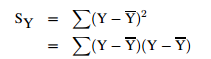 S_Y = ∑(Y − Y̅)²
= ∑(Y − Y̅)(Y − Y̅)